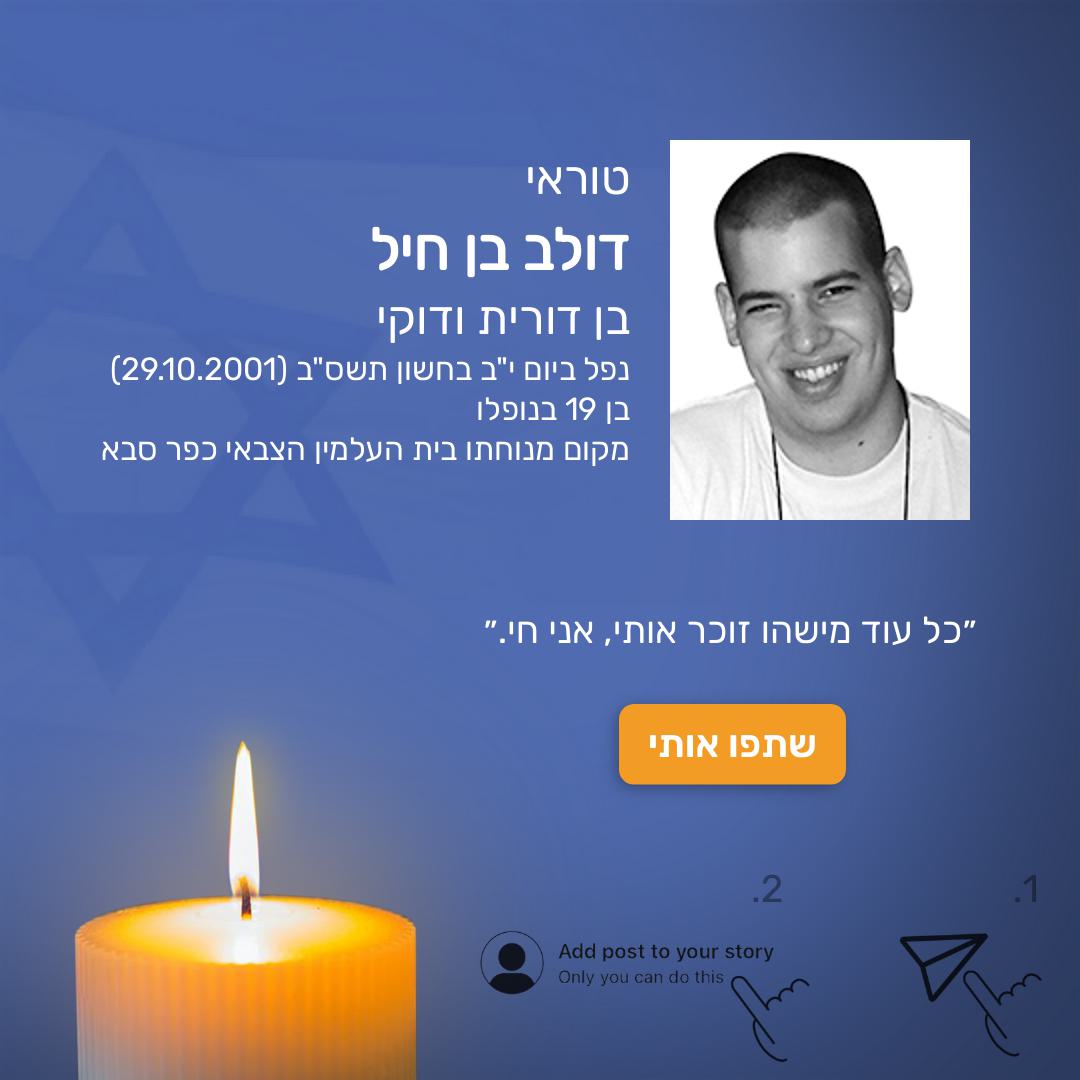 טוראי
דולב בן חיל
בן דורית ודוקי
נפל ביום י"ב בחשון תשס"ב (29.10.2001)
בן 19 בנופלו
מקום מנוחתו בית העלמין הצבאי כפר סבא
״כל עוד מישהו זוכר אותי, אני חי.״
שתפו אותי
.1
.2
Add post to your story
Only you can do this